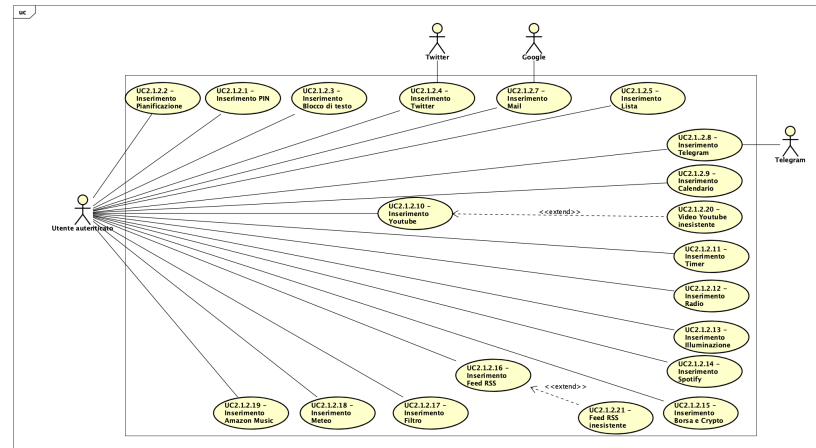 uc
Twitter
Google
UC2.1.2.2 –
Inserimento
Pianificazione
UC2.1.2.1 –
Inserimento PIN
UC2.1.2.3 –
Inserimento
Blocco di testo
UC2.1.2.4 –
Inserimento
Twitter
UC2.1.2.7 –
Inserimento
Mail
UC2.1.2.5 –
Inserimento
Lista
UC2.1..2.8 –
Inserimento
Telegram
Telegram
UC2.1.2.9 –
Inserimento
Calendario
Utente autenticato
UC2.1.2.10 –
Inserimento
Youtube
<<extend>>
UC2.1.2.20 –
Video Youtube
inesistente
UC2.1.2.11 –
Inserimento
Timer
UC2.1.2.12 –
Inserimento
Radio
UC2.1.2.13 –
Inserimento
Illuminazione
UC2.1.2.14 –
Inserimento
Spotify
UC2.1.2.16 –
Inserimento
Feed RSS
<<extend>>
UC2.1.2.19 –
Inserimento
Amazon Music
UC2.1.2.18 –
Inserimento
Meteo
UC2.1.2.17 –
Inserimento
Filtro
UC2.1.2.21 –
Feed RSS
inesistente
UC2.1.2.15 –
Inserimento
Borsa e Crypto